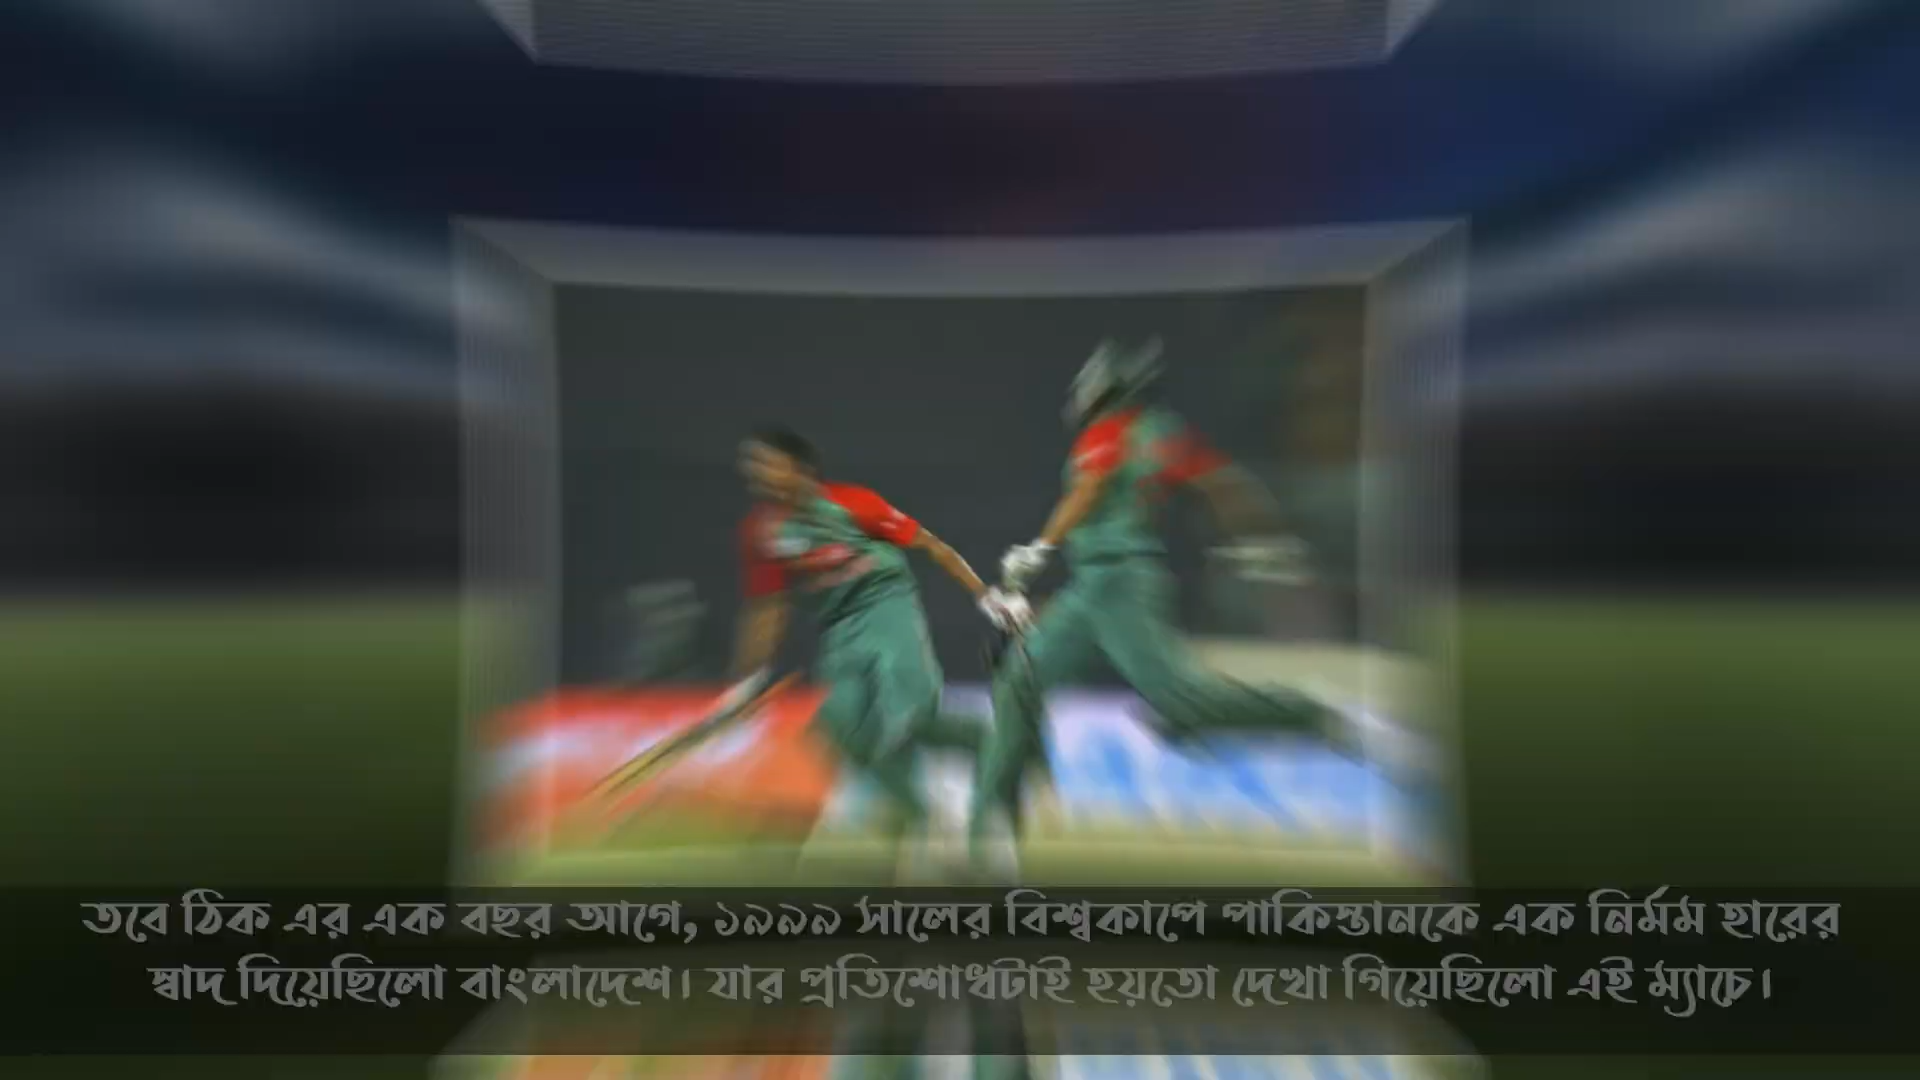 তবে ঠিক এর এক বছর আগে, ১৯৯৯ সালের বিশ্বকাপে পাকিস্তানকে এক নির্মম হারের
স্বাদ দিয়েছিলো বাংলাদেশ। যার প্রতিশোধটাই হয়তো দেখা গিয়েছিলো এই ম্যাচে।